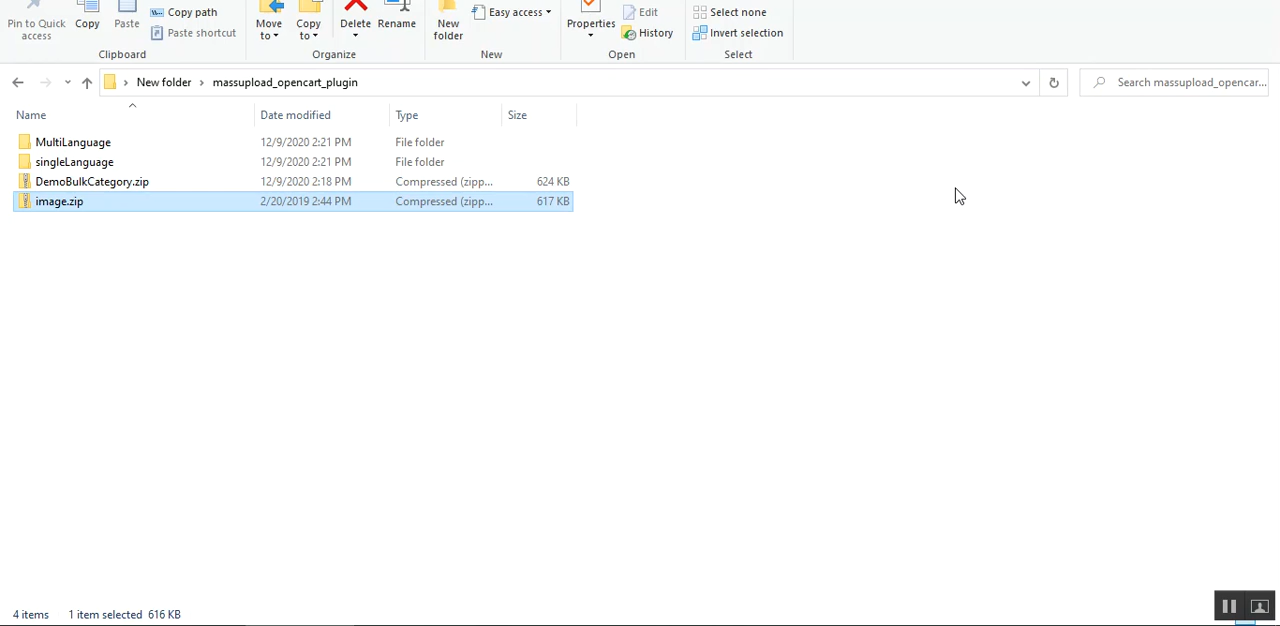 Pin to Quick access
Copy
Paste
Copy path
Paste shortcut
Clipboard
Move to
Copy to
Delete
Rename
Organize
New folder
Easy access
New
Properties
Edit
History
Open
Select none
Invert selection
Select
New folder › massupload_opencart_plugin
Search massupload_opencar...
Name Date modified Type Size
MultiLanguage 12/9/2020 2:21 PM File folder
singleLanguage 12/9/2020 2:21 PM File folder
DemoBulkCategory.zip 12/9/2020 2:18 PM Compressed (zipp... 624 KB
image.zip 2/20/2019 2:44 PM Compressed (zipp... 617 KB
4 items 1 item selected 616 KB